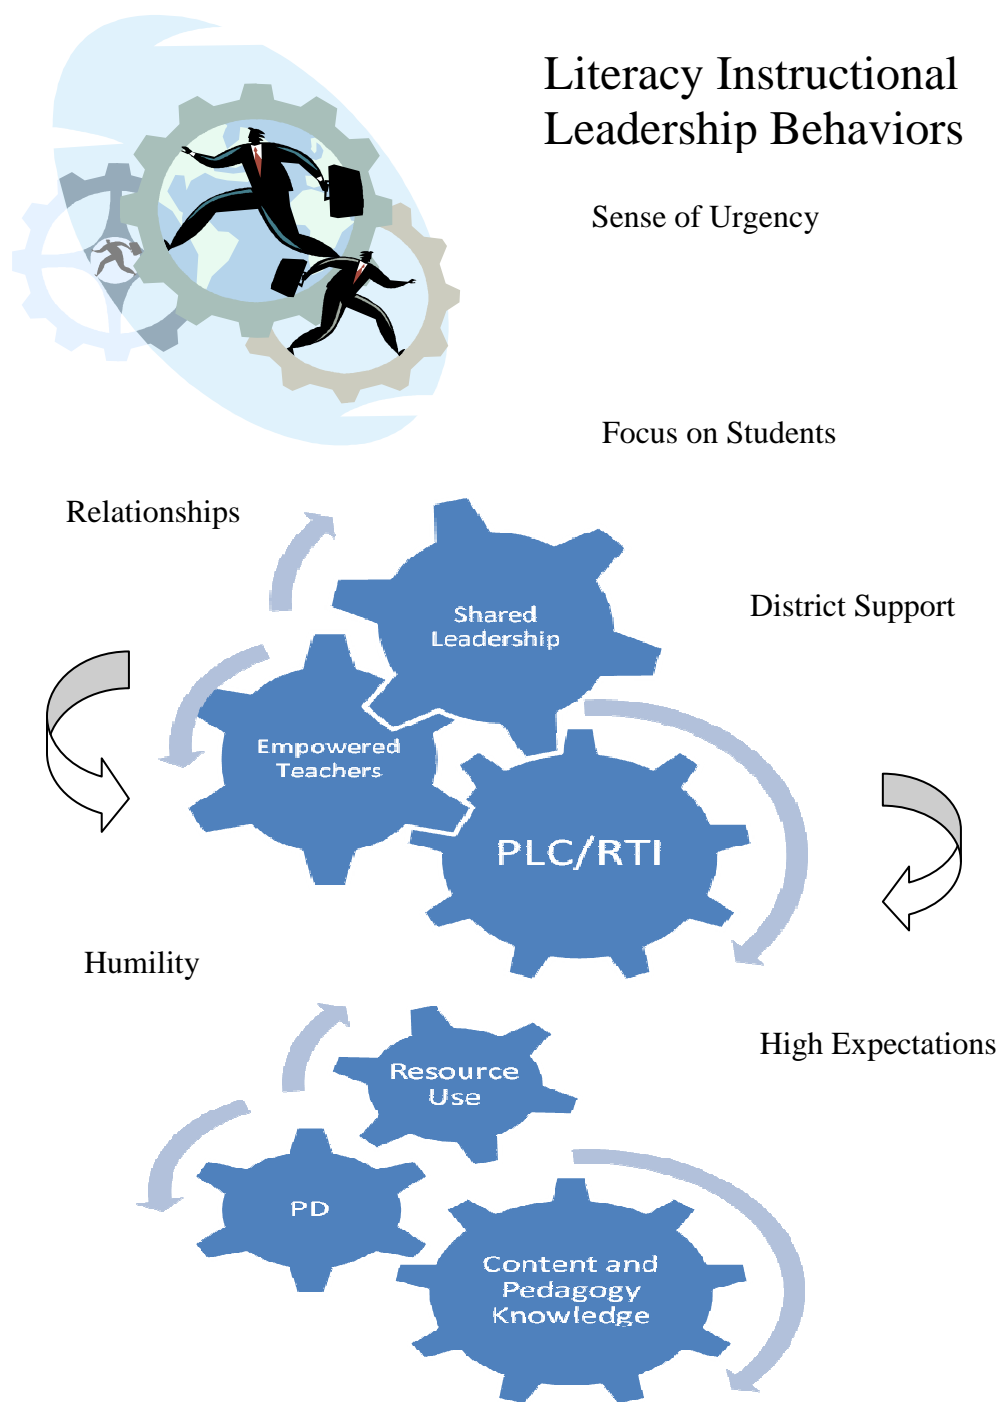 Literacy Instructional
Leadership Behaviors
Sense of Urgency
Focus on Students
Relationships
Shared
Leadership
District Support
Empowered
Teachers
PLC/RTI
Humility
High Expectations
Resource
Use
PD
Content and
Pedagogy
Knowledge